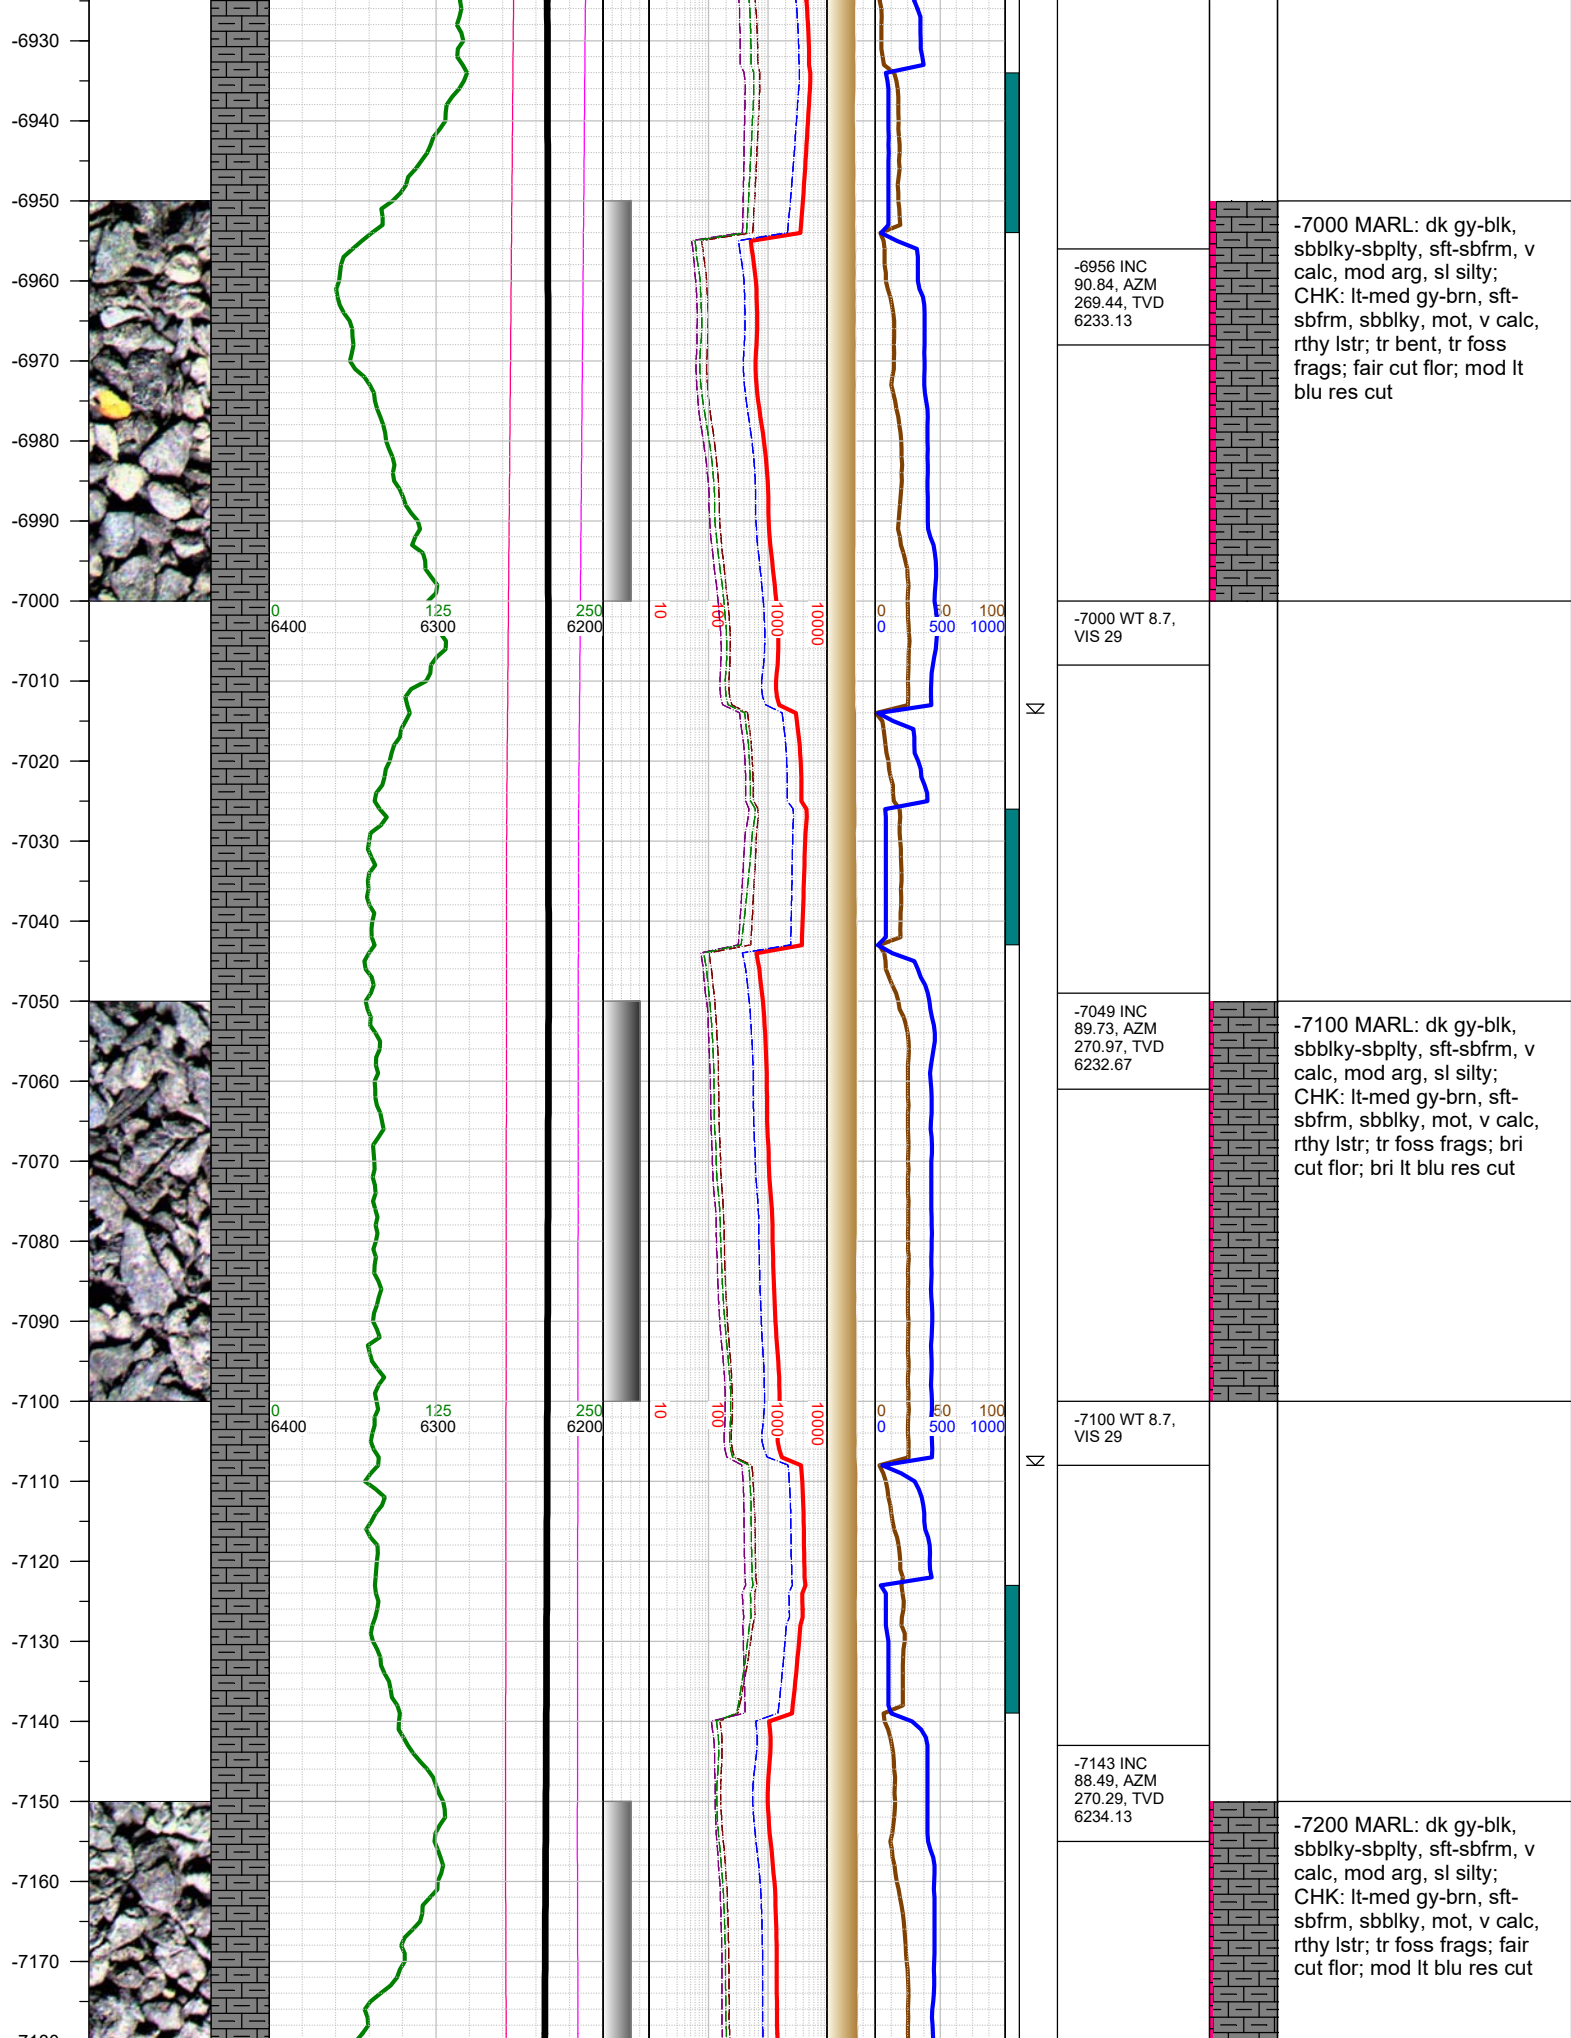 -6930
-6940
-6950
-6960
-6970
-6980
-6990
-7000
-7010
-7020
-7030
-7040
-7050
-7060
-7070
-7080
-7090
-7100
-7110
-7120
-7130
-7140
-7150
-7160
-7170
0 125 250
6400 6300 6200
10 100 1000 10000
0 50 100
0 500 1000
0 125 250
6400 6300 6200
10 100 1000 10000
0 50 100
0 500 1000
-6956 INC
90.84, AZM
269.44, TVD
6233.13
-7000 WT 8.7,
VIS 29
-7049 INC
89.73, AZM
270.97, TVD
6232.67
-7100 WT 8.7,
VIS 29
-7143 INC
88.49, AZM
270.29, TVD
6234.13
-7000 MARL: dk gy-blk,
sbblky-sbplty, sft-sbfrm, v
calc, mod arg, sl silty;
CHK: lt-med gy-brn, sft-
sbfrm, sbblky, mot, v calc,
rthy lstr; tr bent, tr foss
frags; fair cut flor; mod lt
blu res cut
-7100 MARL: dk gy-blk,
sbblky-sbplty, sft-sbfrm, v
calc, mod arg, sl silty;
CHK: lt-med gy-brn, sft-
sbfrm, sbblky, mot, v calc,
rthy lstr; tr foss frags; bri
cut flor; bri lt blu res cut
-7200 MARL: dk gy-blk,
sbblky-sbplty, sft-sbfrm, v
calc, mod arg, sl silty;
CHK: lt-med gy-brn, sft-
sbfrm, sbblky, mot, v calc,
rthy lstr; tr foss frags; fair
cut flor; mod lt blu res cut